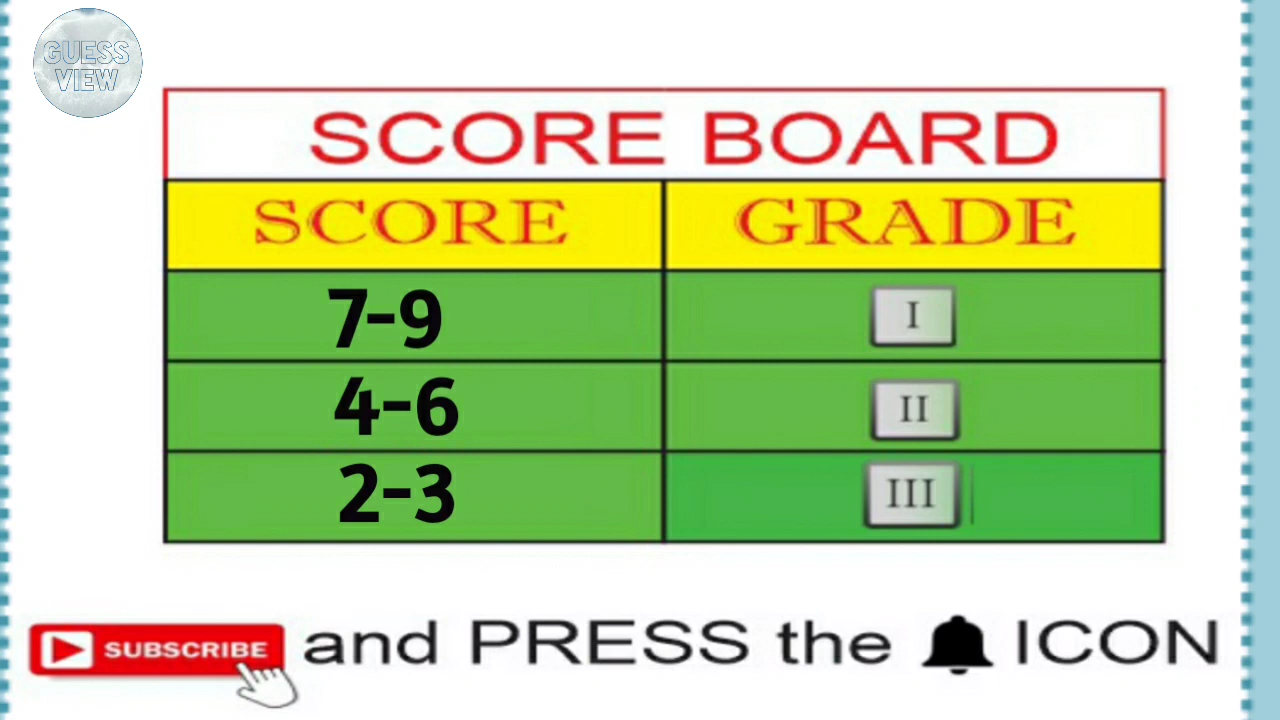 GUESS
VIEW
SCORE BOARD
SCORE GRADE
7-9 I
4-6 II
2-3 III
SUBSCRIBE and PRESS the ICON